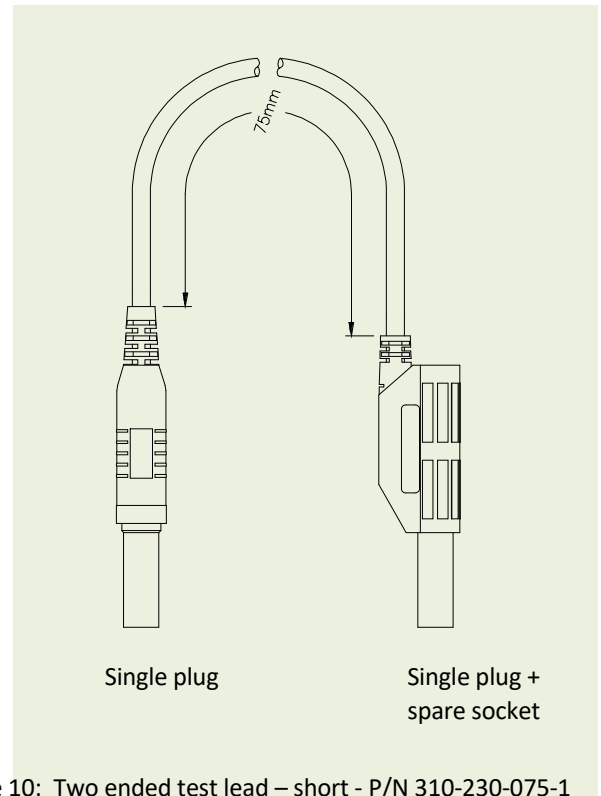 75mm
Single plug
Single plug +
spare socket
10: Two ended test lead – short - P/N 310-230-075-1